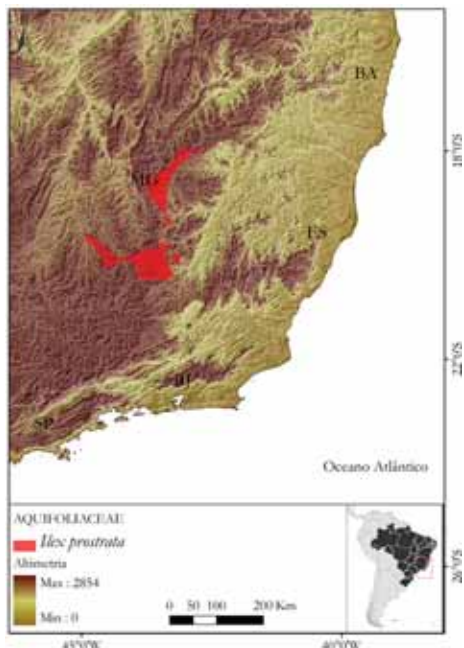 BA
18°0'S
MG
ES
22°0'S
RJ
SP
Oceano Atlântico
AQUIFOLIACEAE
Ilex prostrata
Altimetria
Max : 2854
Min : 0
0 50 100 200 Km
26°0'S
40°0'W